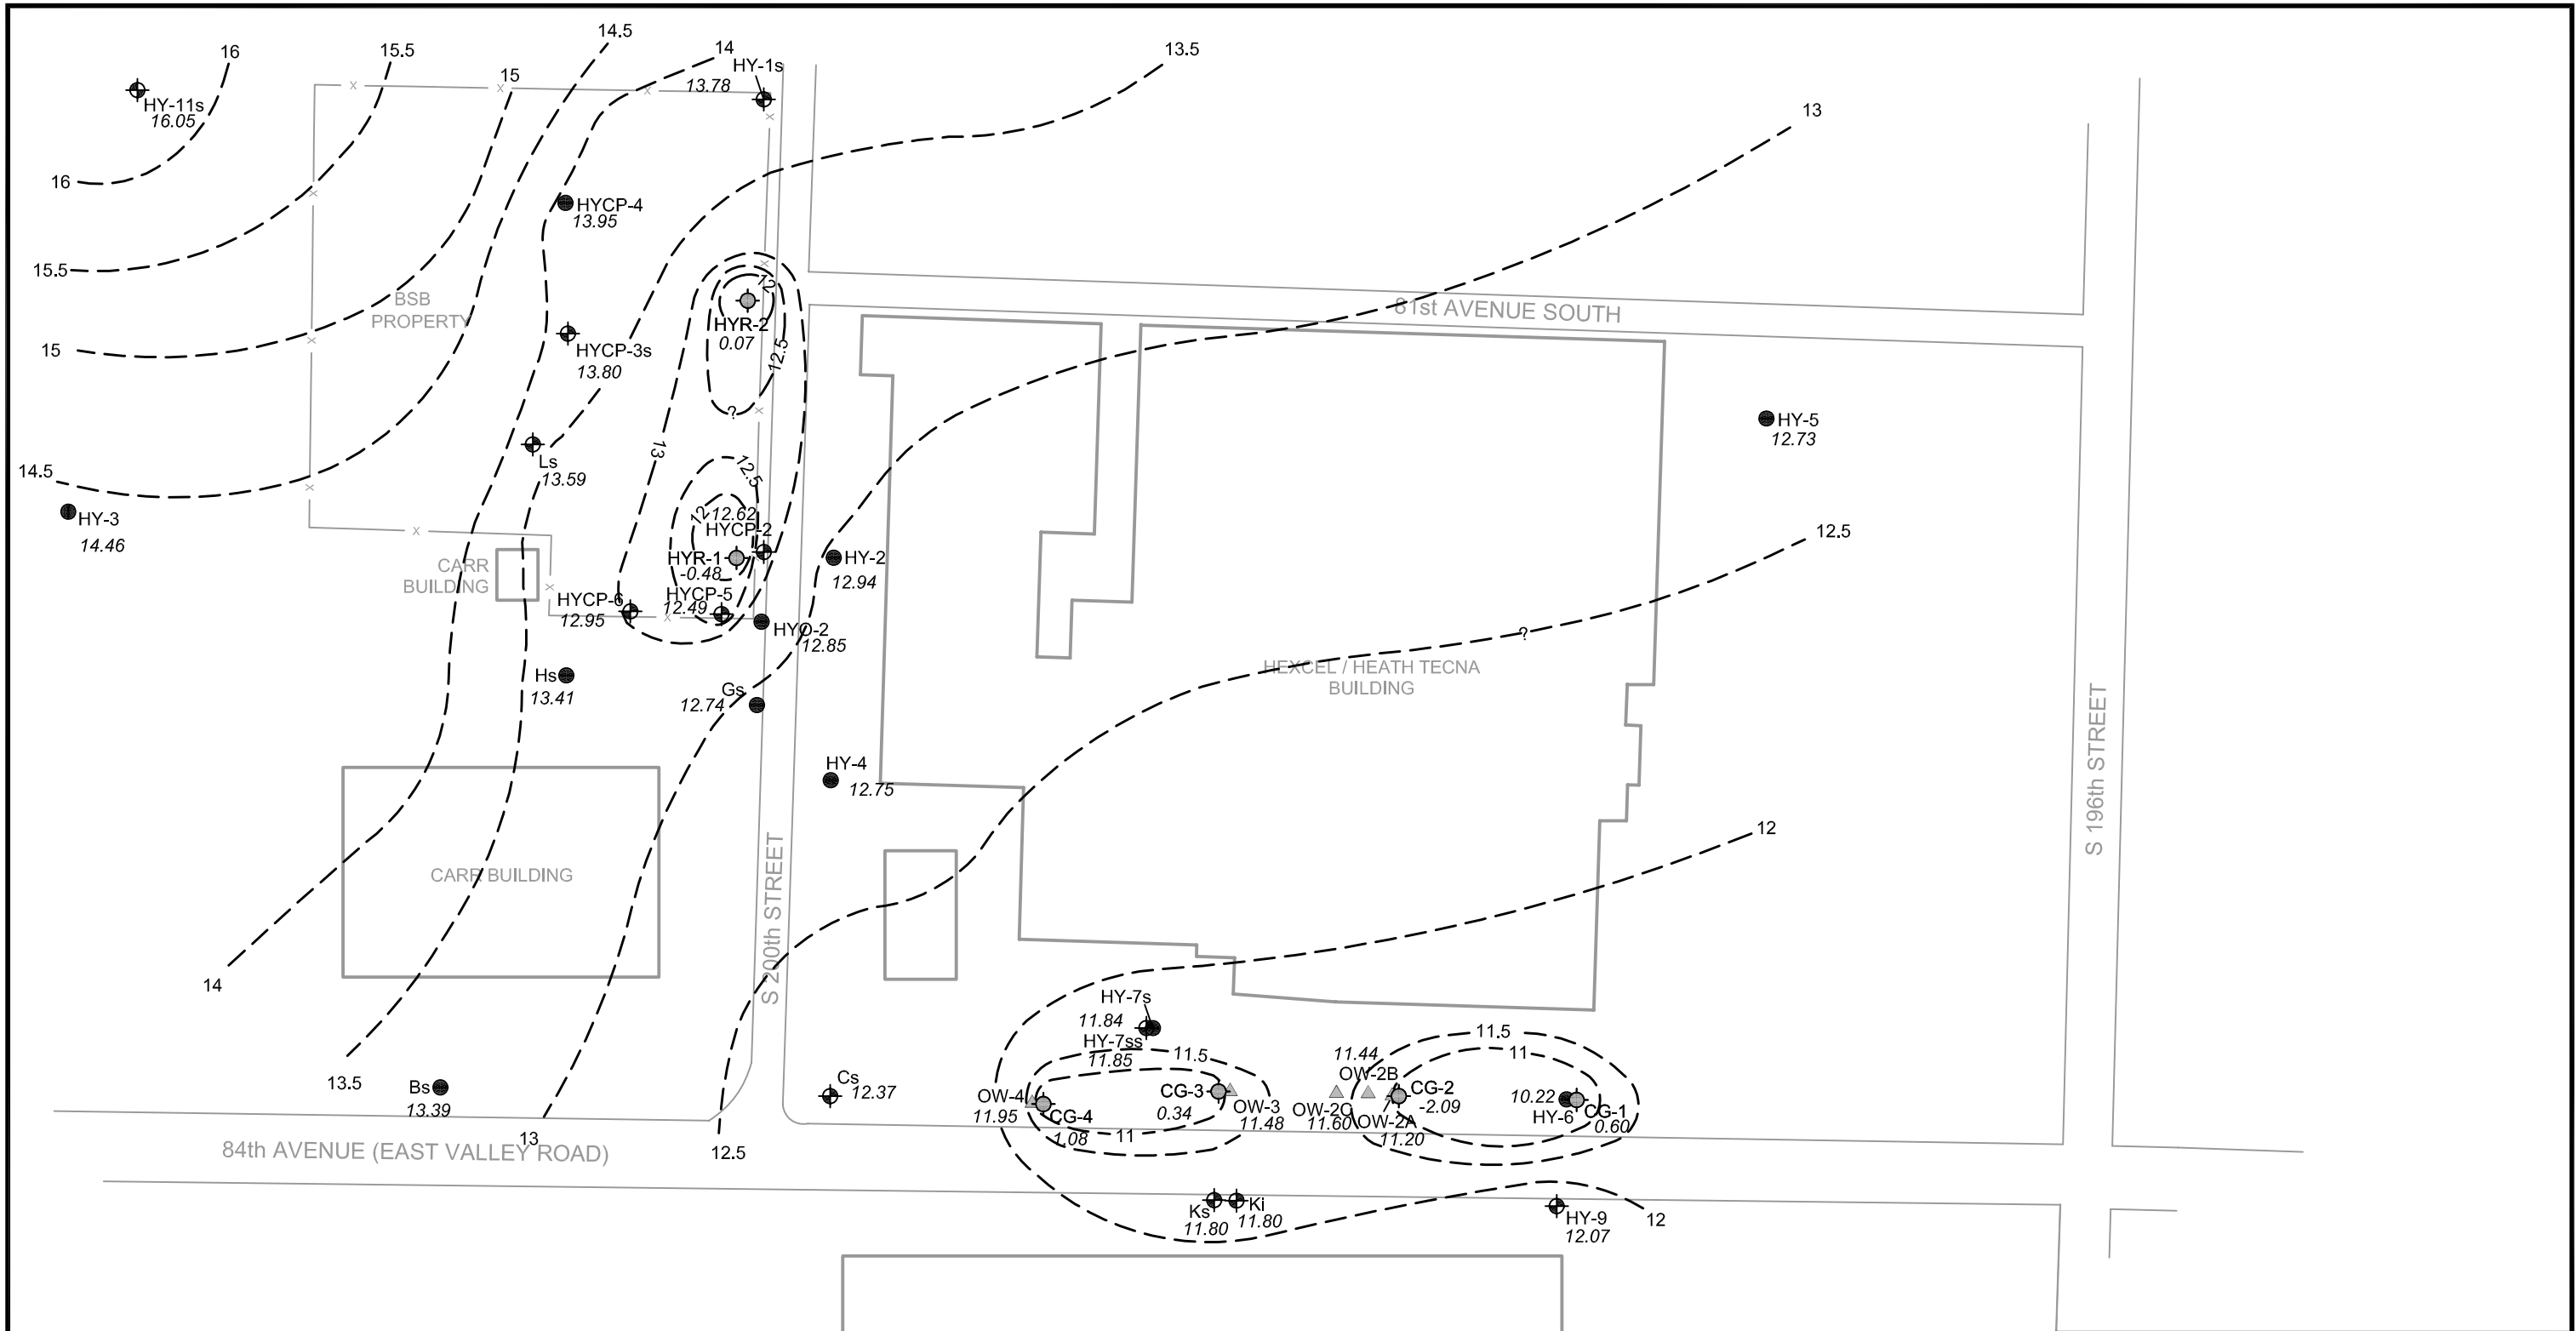 14.5
16
15.5
14
13.5
HY-1s
15
13.78
HY-11s
16.05
13
16
HYCP-4
13.95
15.5
12
BSB
PROPERTY
81st AVENUE SOUTH
HYR-2
0.07
15
HYCP-3s
13.80
12.5
?
HY-5
12.73
13
Ls
13.59
14.5
12.5
HY-3
14.46
12
12.62
HYCP-2
12.5
CARR
BUILDING
HYR-1
-0.48
HY-2
12.94
HYCP-6
12.95
HYCP-5
12.49
HYO-2
12.85
?
HEXCEL / HEATH TECNA
BUILDING
Hs
13.41
Gs
12.74
S 196th STREET
HY-4
12.75
12
CARR BUILDING
S 200th STREET
14
HY-7s
11.84
HY-7ss
11.85
11.5
11.5
11
11.44
OW-2B
13.5
Bs
13.39
Cs
12.37
OW-4
11.95
CG-4
1.08
11
CG-3
0.34
OW-3
11.48
OW-2C
11.60
OW-2A
11.20
CG-2
-2.09
10.22
HY-6
CG-1
0.60
84th AVENUE (EAST VALLEY ROAD)
13
12.5
Ks
11.80
Ki
11.80
HY-9
12.07
12
x
x
x
x
x
x
x
x
x
x
x
x